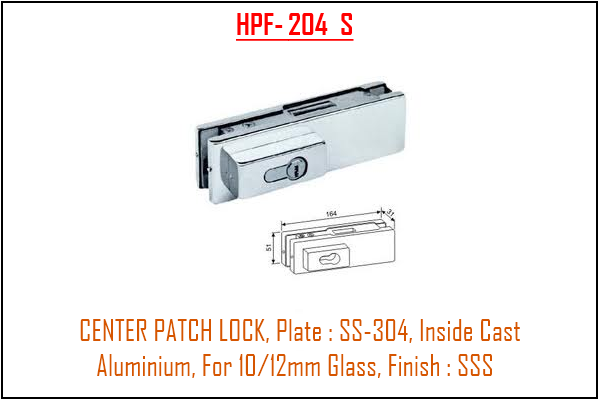 HPF- 204 S
164
31
51
CENTER PATCH LOCK, Plate : SS-304, Inside Cast
Aluminium, For 10/12mm Glass, Finish : SSS